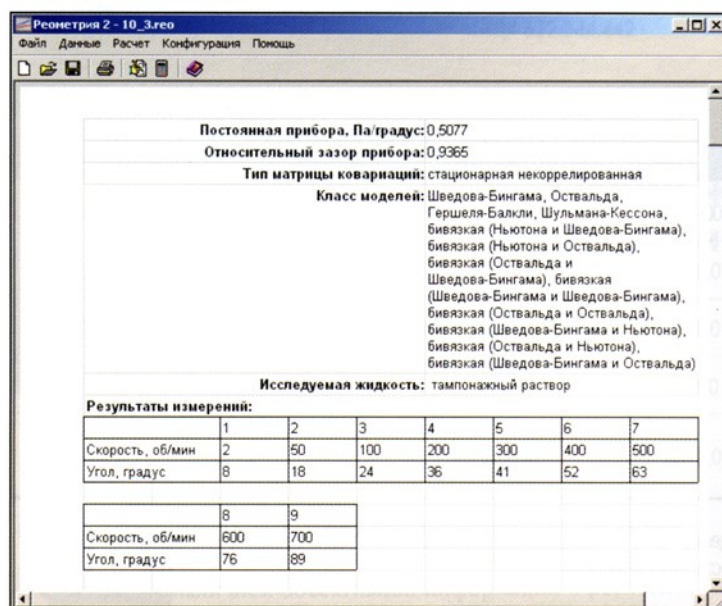 Реометрия 2 - 10_3.reo
Файл Данные Расчет Конфигурация Помощь
Постоянная прибора, Па/градус: 0,5077
Относительный зазор прибора: 0,9365
Тип матрицы ковариаций: стационарная некоррелированная
Класс моделей: Шведова-Бингама, Оствальда,
Гершеля-Балкли, Шульмана-Кессона,
бивязкая (Ньютона и Шведова-Бингама),
бивязкая (Ньютона и Оствальда),
бивязкая (Оствальда и
Шведова-Бингама), бивязкая
(Шведова-Бингама и Шведова-Бингама),
бивязкая (Оствальда и Оствальда),
бивязкая (Шведова-Бингама и Ньютона),
бивязкая (Оствальда и Ньютона),
бивязкая (Шведова-Бингама и Оствальда)
Исследуемая жидкость: тампонажный раствор
Результаты измерений:
1 2 3 4 5 6 7
Скорость, об/мин 2 50 100 200 300 400 500
Угол, градус 8 18 24 36 41 52 63
8 9
Скорость, об/мин 600 700
Угол, градус 76 89